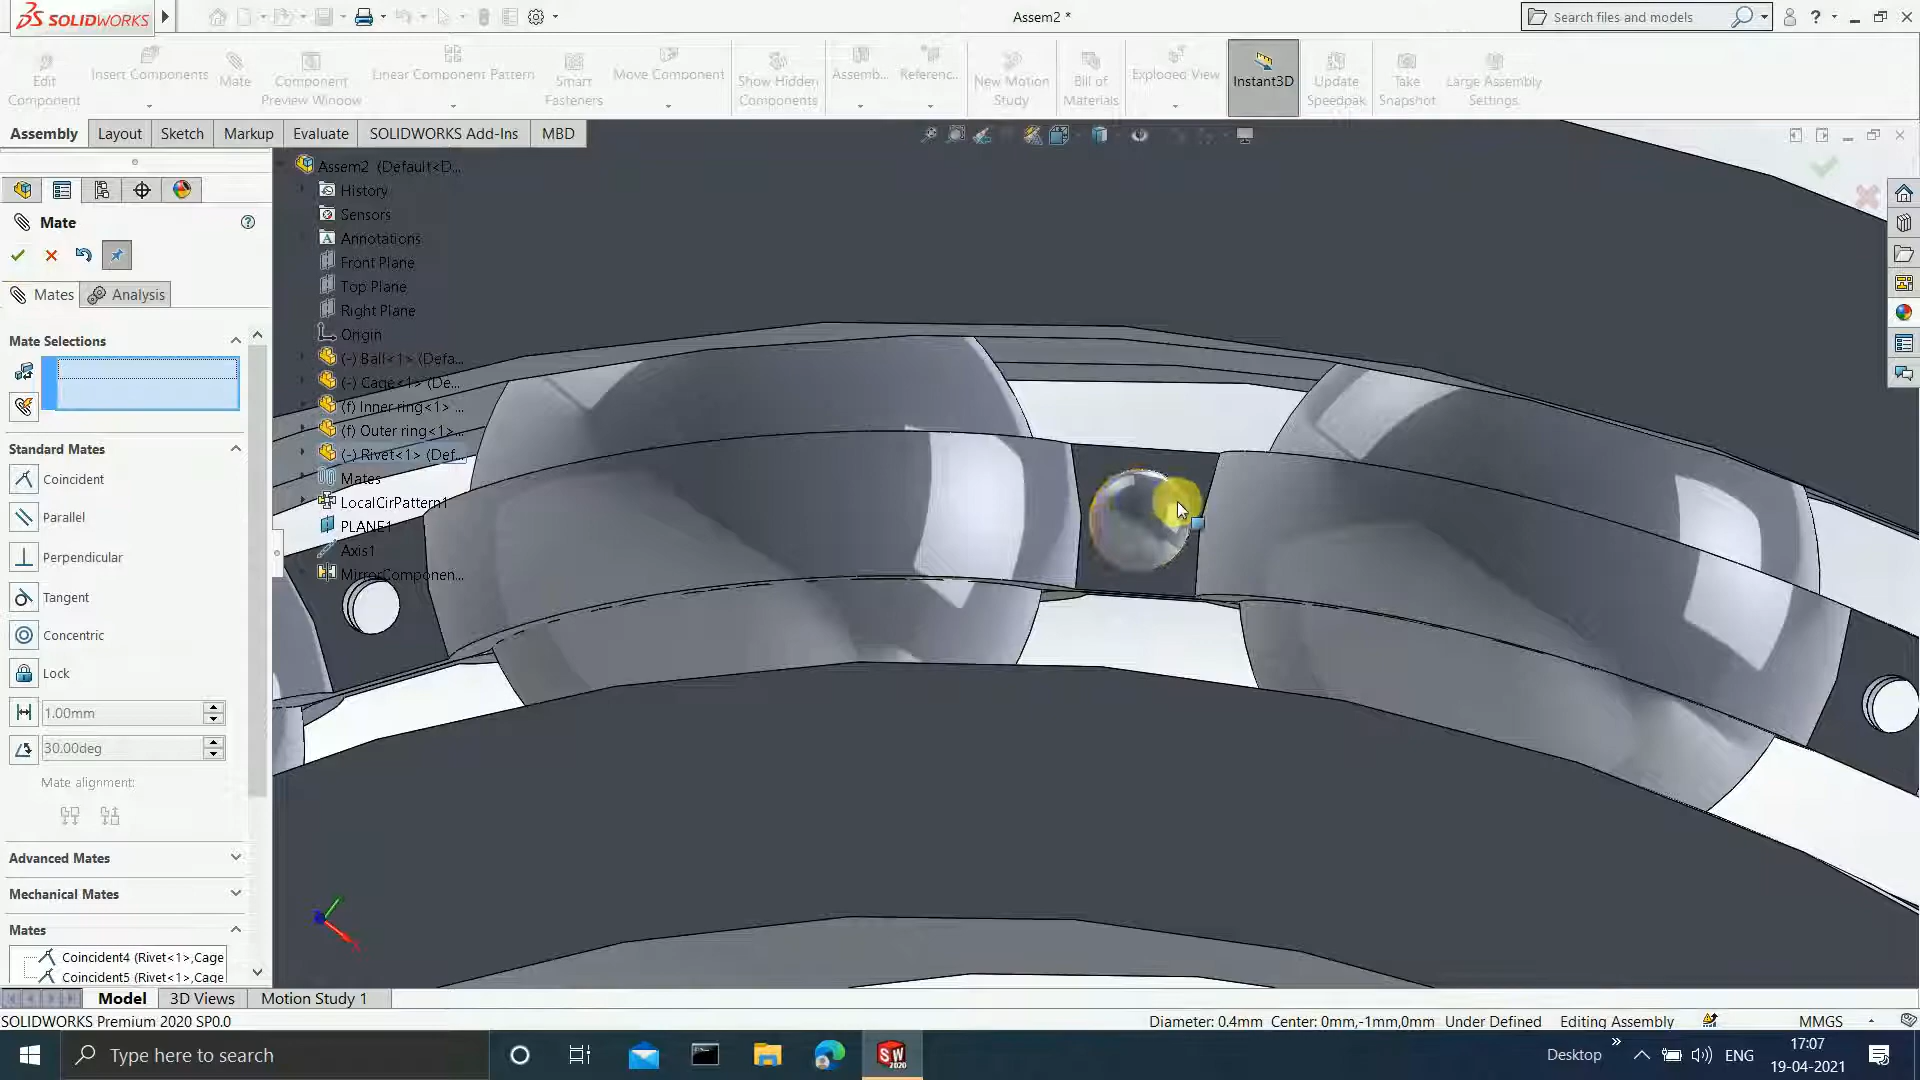 SOLIDWORKS
Assem2 *
Search files and models
Edit Component
Insert Components
Mate
Component Preview Window
Linear Component Pattern
Smart Fasteners
Move Component
Show Hidden Components
Assemb...
Referenc...
New Motion Study
Bill of Materials
Exploded View
Instant3D
Update Speedpak
Take Snapshot
Large Assembly Settings
Assembly
Layout
Sketch
Markup
Evaluate
SOLIDWORKS Add-Ins
MBD
Mate
Mates
Analysis
Mate Selections
Standard Mates
Coincident
Parallel
Perpendicular
Tangent
Concentric
Lock
1.00mm
30.00deg
Mate alignment:
Advanced Mates
Mechanical Mates
Mates
Coincident4 (Rivet<1>,Cage
Coincident5 (Rivet<1>,Cage
Assem2 (Default<D...
History
Sensors
Annotations
Front Plane
Top Plane
Right Plane
Origin
(-) Ball<1> (Defa...
(-) Cage<1> (De...
(f) Inner ring<1> ...
(f) Outer ring<1>...
(-) Rivet<1> (Def...
Mates
LocalCirPattern1
PLANE1
Axis1
MirrorComponen...
Model
3D Views
Motion Study 1
SOLIDWORKS Premium 2020 SP0.0
Diameter: 0.4mm Center: 0mm,-1mm,0mm
Under Defined
Editing Assembly
MMGS
Type here to search
SW
2020
Desktop
ENG
17:07
19-04-2021